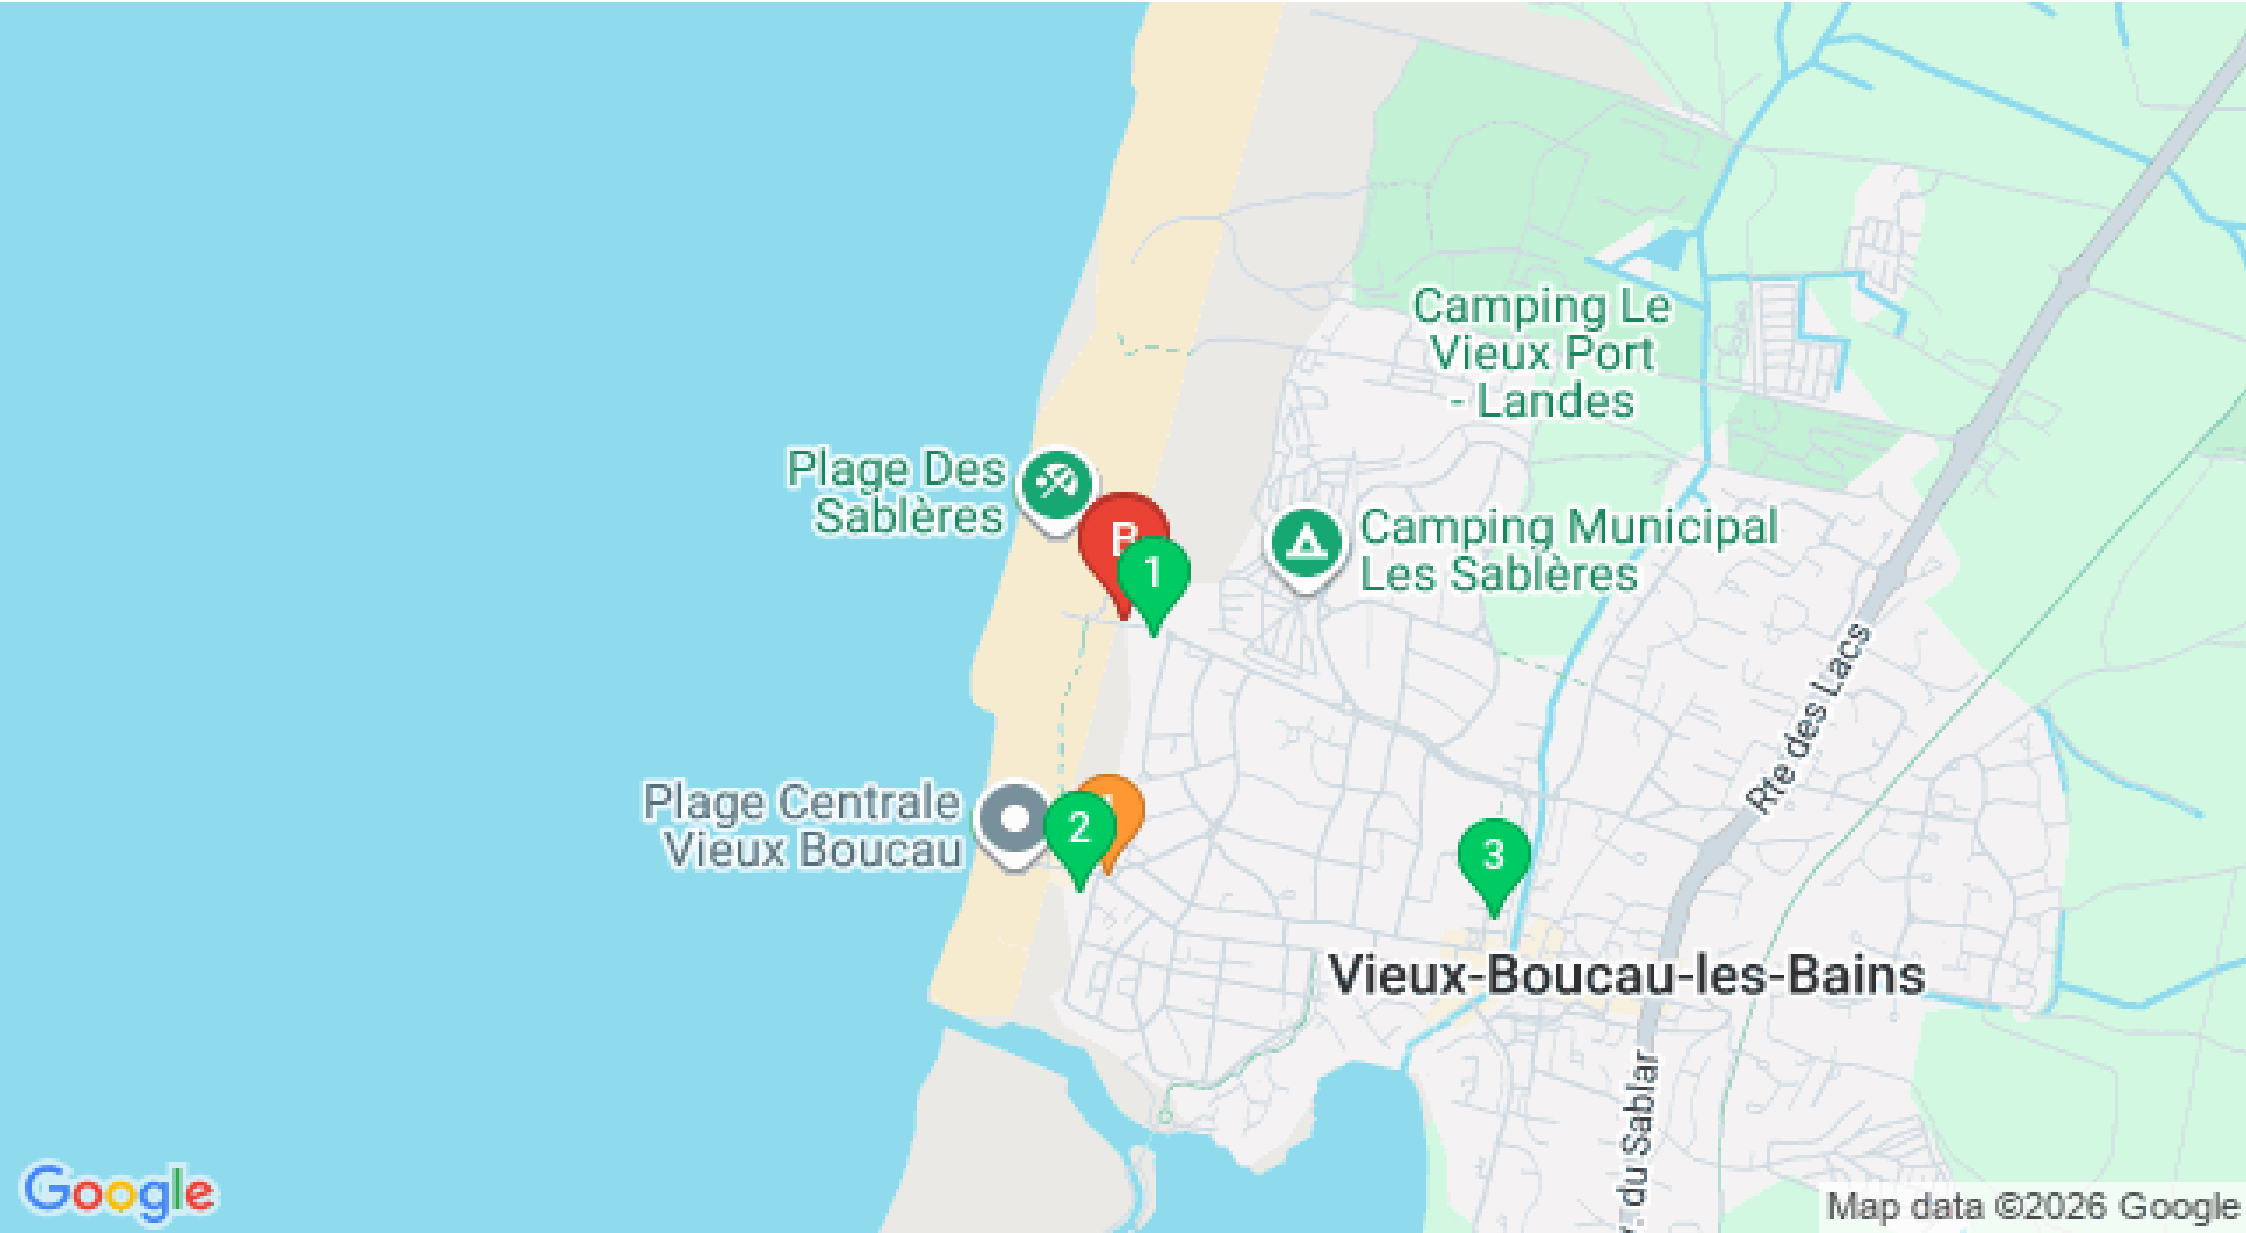 Camping Le
Vieux Port
- Landes
Plage Des
Sablères
B
1
Camping Municipal
Les Sablères
Rte des Lacs
Plage Centrale
Vieux Boucau
2
3
Vieux-Boucau-les-Bains
. du Sablar
Google
Map data ©2026 Google